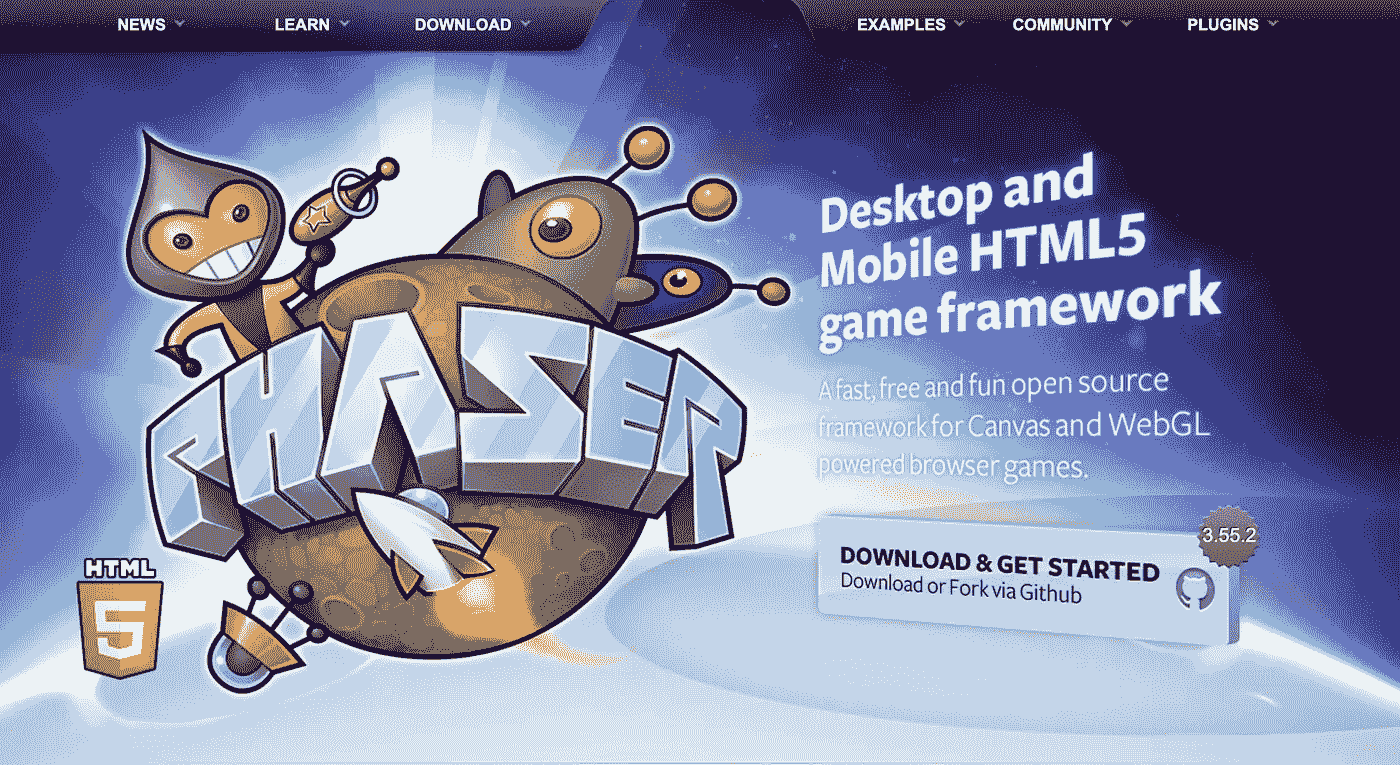 NEWS
LEARN
DOWNLOAD
EXAMPLES
COMMUNITY
PLUGINS
PHASER
Desktop and
Mobile HTML5
game framework
A fast, free and fun open source
framework for Canvas and WebGL
powered browser games.
3.55.2
DOWNLOAD & GET STARTED
Download or Fork via Github
HTML
5